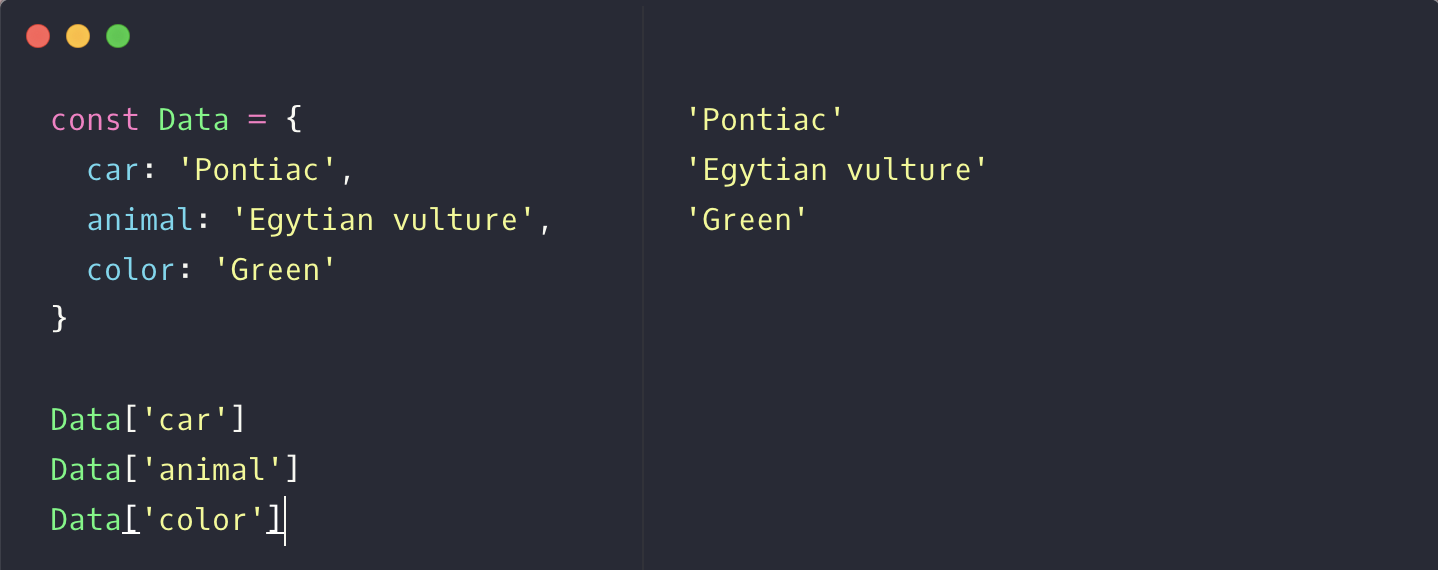 const Data = {
  car: 'Pontiac',
  animal: 'Egytian vulture',
  color: 'Green'
}
Data['car']
Data['animal']
Data['color']
'Pontiac'
'Egytian vulture'
'Green'